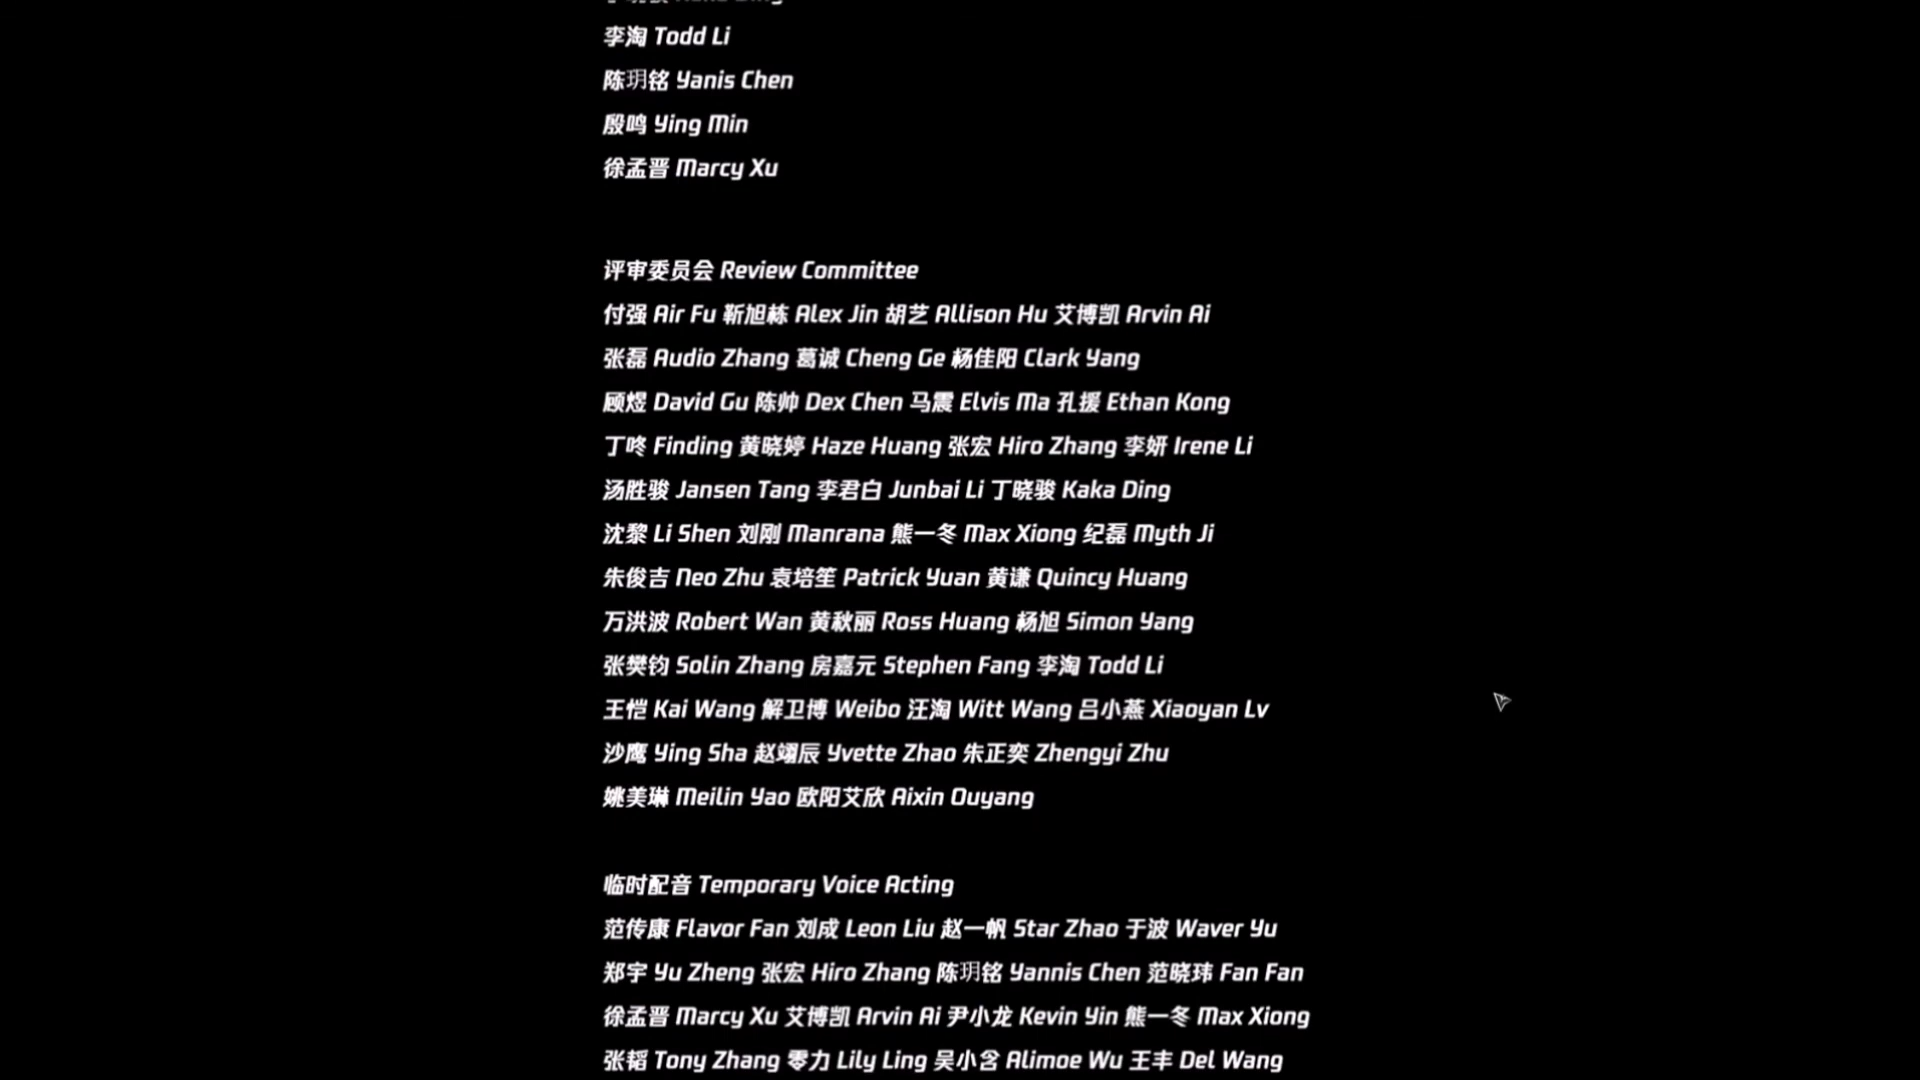 李淘 Todd Li
陈玥铭 Yanis Chen
殷鸣 Ying Min
徐孟晋 Marcy Xu
评审委员会 Review Committee
付强 Air Fu 靳旭栋 Alex Jin 胡艺 Allison Hu 艾博凯 Arvin Ai
张磊 Audio Zhang 葛诚 Cheng Ge 杨佳阳 Clark Yang
顾煜 David Gu 陈帅 Dex Chen 马震 Elvis Ma 孔援 Ethan Kong
丁咚 Finding 黄晓婷 Haze Huang 张宏 Hiro Zhang 李妍 Irene Li
汤胜骏 Jansen Tang 李君白 Junbai Li 丁晓骏 Kaka Ding
沈黎 Li Shen 刘刚 Manrana 熊一冬 Max Xiong 纪磊 Myth Ji
朱俊吉 Neo Zhu 袁培笙 Patrick Yuan 黄谦 Quincy Huang
万洪波 Robert Wan 黄秋丽 Ross Huang 杨旭 Simon Yang
张樊钧 Solin Zhang 房嘉元 Stephen Fang 李淘 Todd Li
王恺 Kai Wang 解卫博 Weibo 汪淘 Witt Wang 吕小燕 Xiaoyan Lv
沙鹰 Ying Sha 赵翊辰 Yvette Zhao 朱正奕 Zhengyi Zhu
姚美琳 Meilin Yao 欧阳艾欣 Aixin Ouyang
临时配音 Temporary Voice Acting
范传康 Flavor Fan 刘成 Leon Liu 赵一帆 Star Zhao 于波 Waver Yu
郑宇 Yu Zheng 张宏 Hiro Zhang 陈玥铭 Yannis Chen 范晓玮 Fan Fan
徐孟晋 Marcy Xu 艾博凯 Arvin Ai 尹小龙 Kevin Yin 熊一冬 Max Xiong
张韬 Tony Zhang 零力 Lily Ling 吴小含 Alimoe Wu 王丰 Del Wang